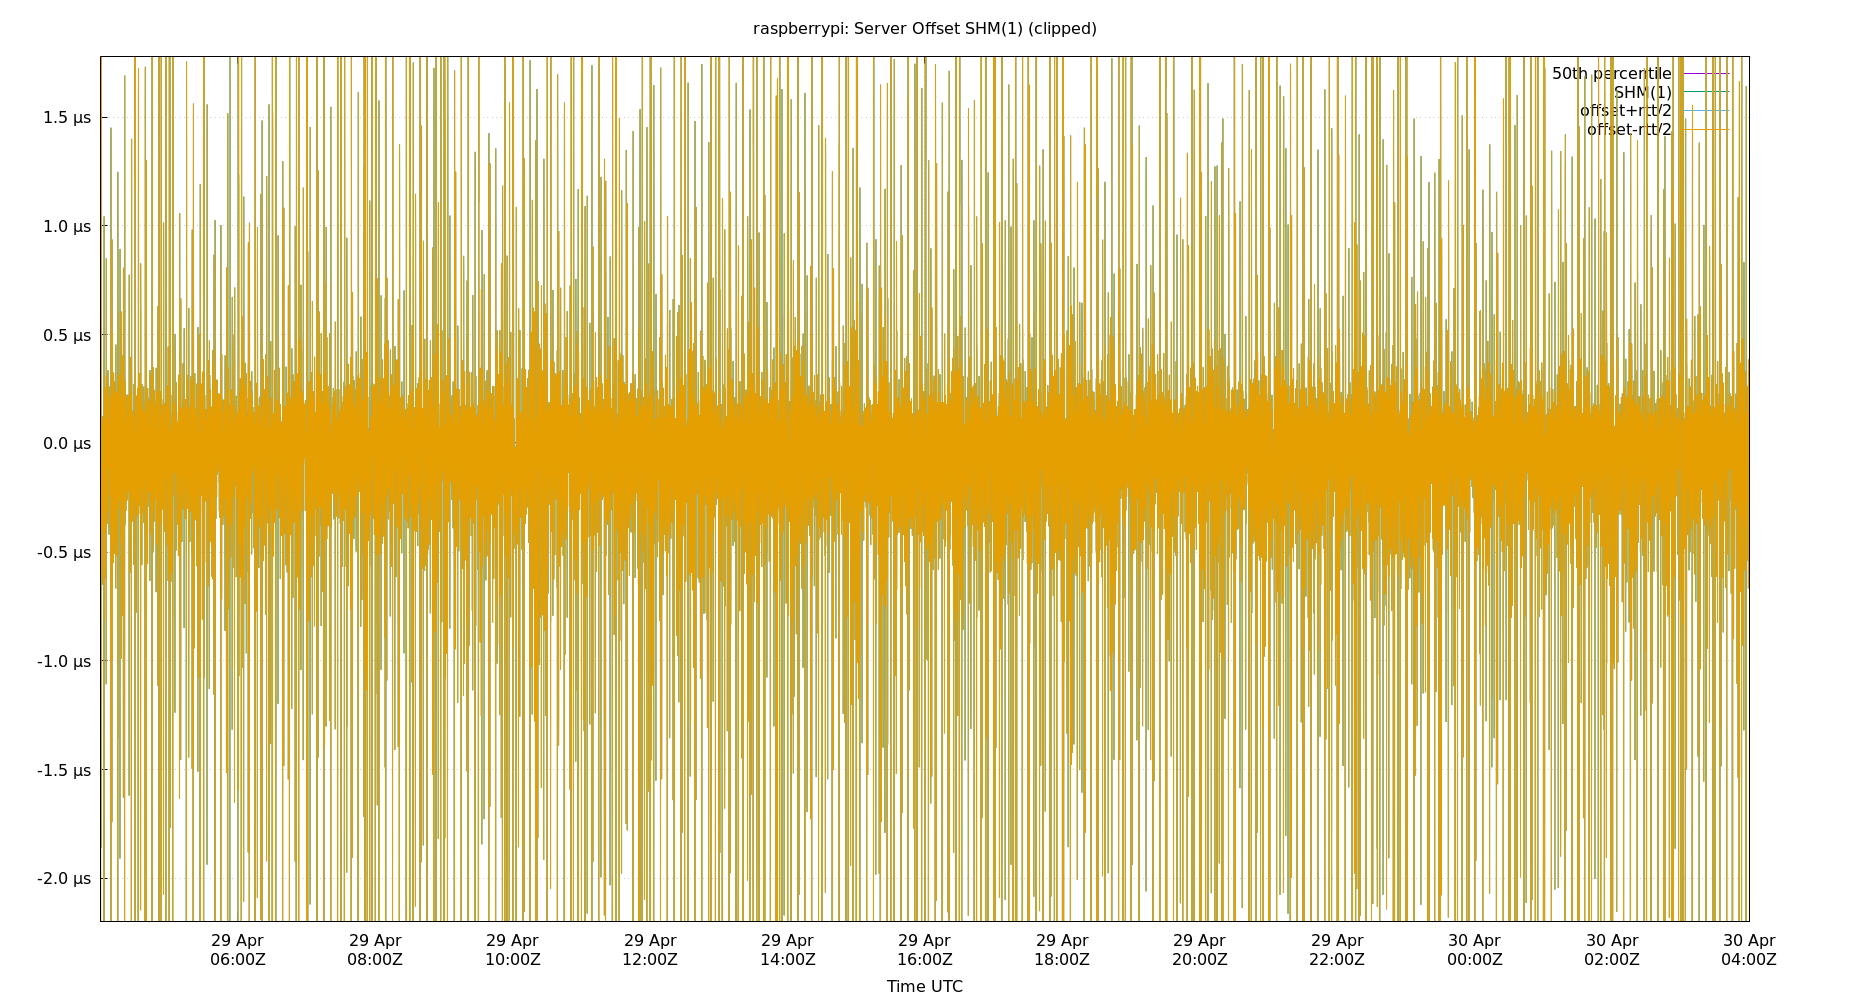 raspberrypi: Server Offset SHM(1) (clipped)
50th percentile
SHM(1)
offset+rtt/2
offset-rtt/2
1.5 µs
1.0 µs
0.5 µs
0.0 µs
-0.5 µs
-1.0 µs
-1.5 µs
-2.0 µs
29 Apr 29 Apr 29 Apr 29 Apr 29 Apr 29 Apr 29 Apr 29 Apr 29 Apr 30 Apr 30 Apr 30 Apr
06:00Z 08:00Z 10:00Z 12:00Z 14:00Z 16:00Z 18:00Z 20:00Z 22:00Z 00:00Z 02:00Z 04:00Z
Time UTC